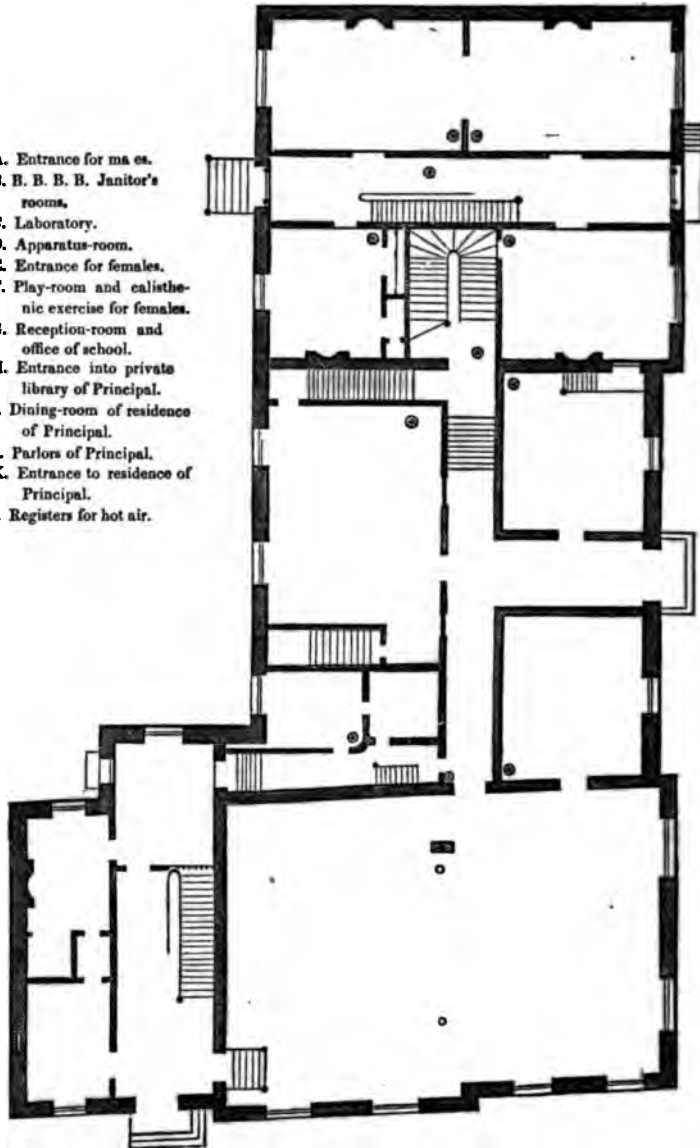 . Entrance for ma es.
. B. B. B. B. Janitor's
rooms.
. Laboratory.
. Apparatus-room.
. Entrance for females.
. Play-room and calisthe-
nic exercise for females.
. Reception-room and
office of school.
. Entrance into private
library of Principal.
Dining-room of residence
of Principal.
. Parlors of Principal.
K. Entrance to residence of
Principal.
. Registers for hot air.